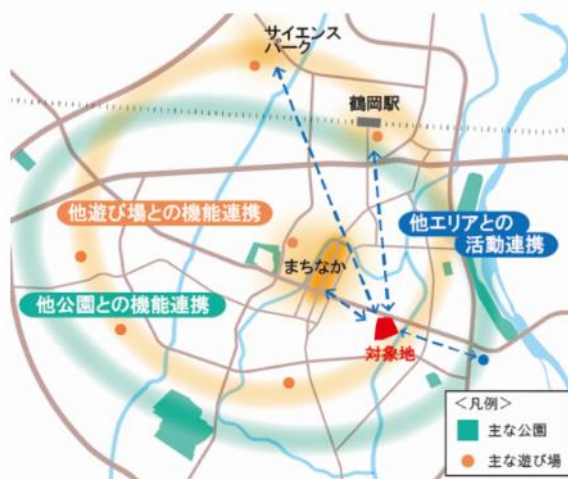 サイエンス
パーク
鶴岡駅
他遊び場との機能連携
他エリアとの
活動連携
まちなか
他公園との機能連携
対象地
<凡例>
主な公園
主な遊び場